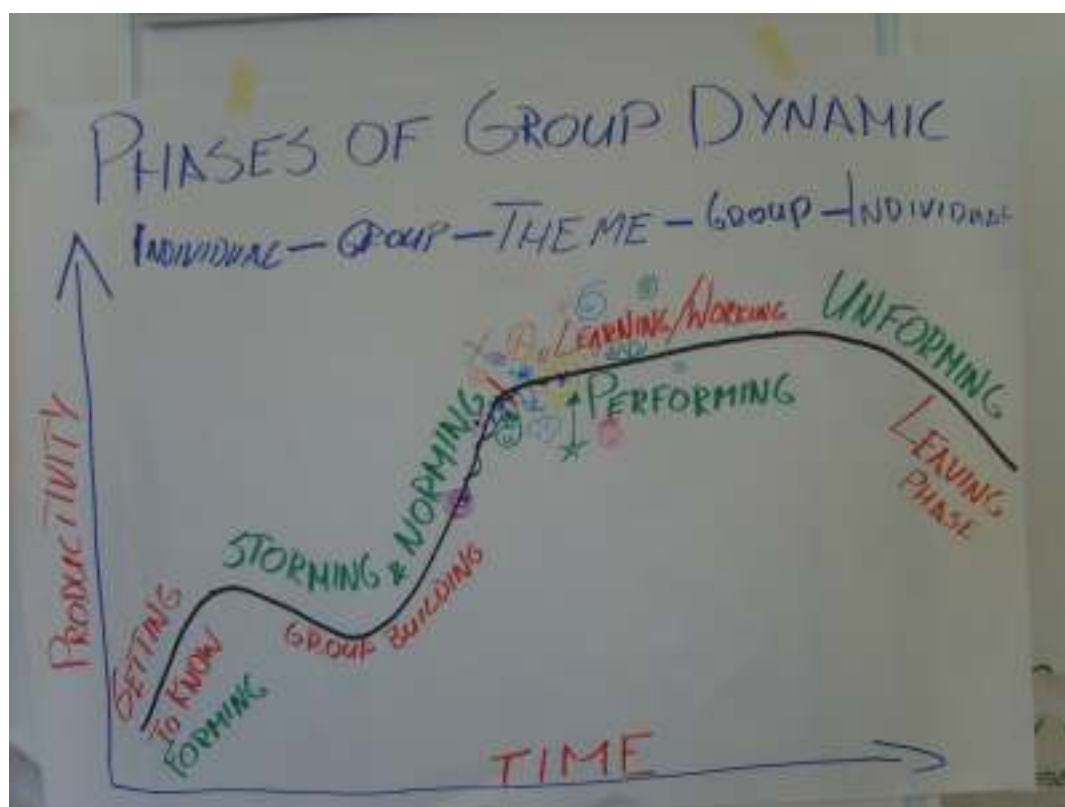 PHASES OF GROUP DYNAMIC
INDIVIDUAL – GROUP – THEME – GROUP – INDIVIDUAL
PRODUCTIVITY
GETTING
TO KNOW
FORMING
STORMING & NORMING
GROUP BUILDING
LEARNING/WORKING
PERFORMING
UNFORMING
LEAVING
PHASE
TIME